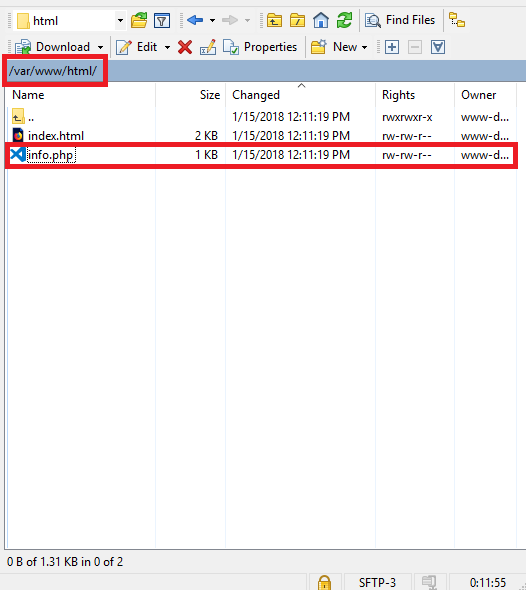 html Find Files
Download Edit Properties New
/var/www/html/
Name Size Changed Rights Owner
.. 1/15/2018 12:11:19 PM rwxrwxr-x www-d...
index.html 2 KB 1/15/2018 12:11:19 PM rw-rw-r-- www-d...
info.php 1 KB 1/15/2018 12:11:19 PM rw-rw-r-- www-d...
0 B of 1.31 KB in 0 of 2
SFTP-3 0:11:55